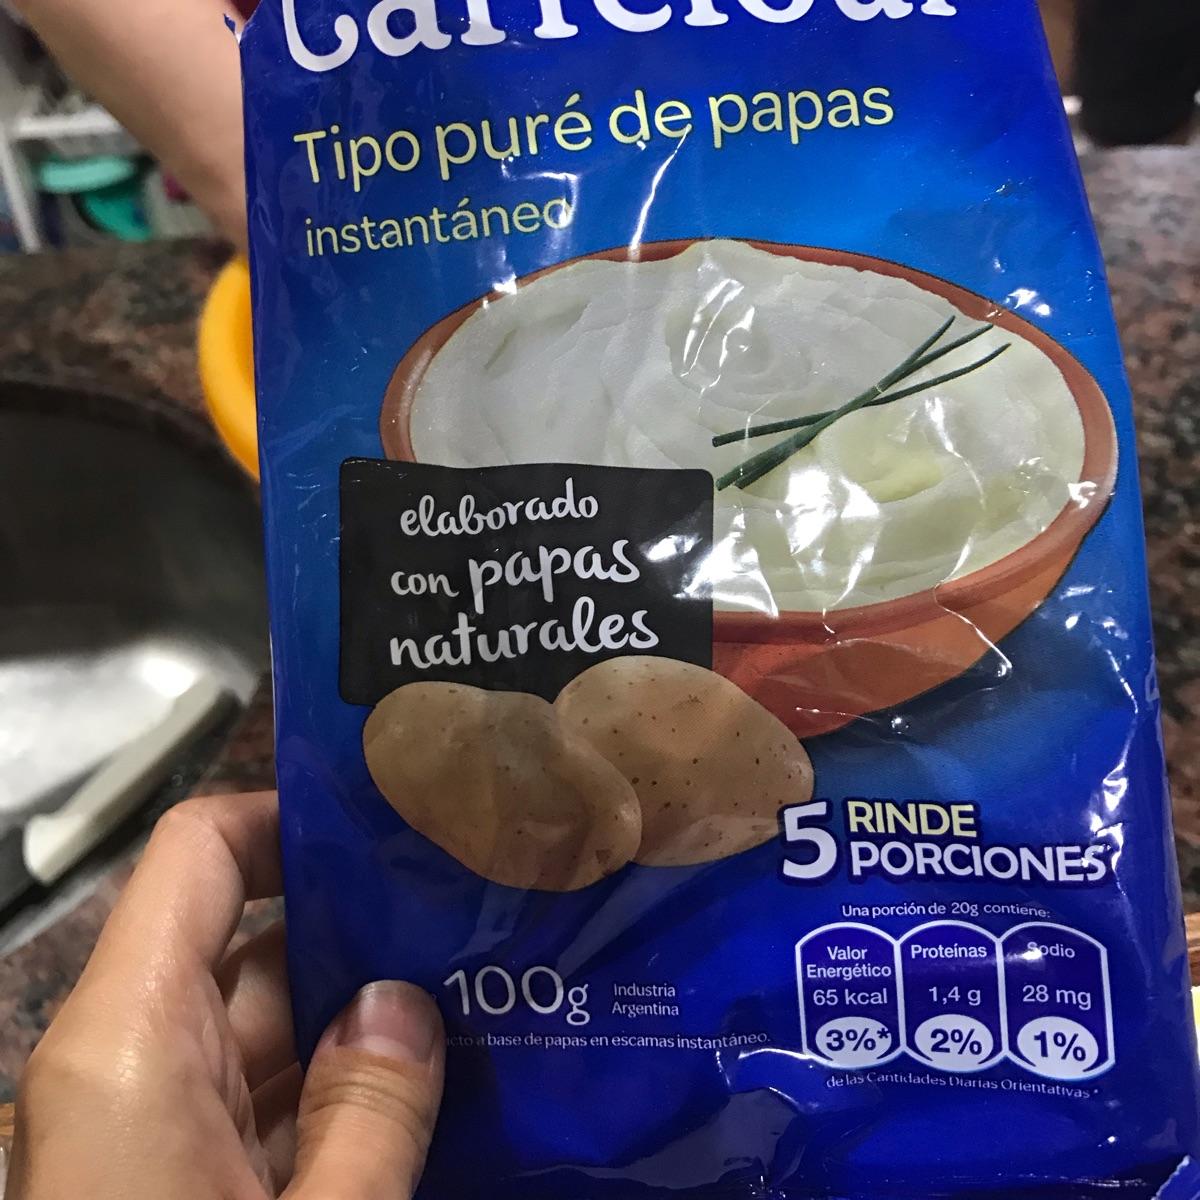 Carrefour
Tipo puré de papas
instantáneo
elaborado
con papas
naturales
5 RINDE
PORCIONES
Una porción de 20g contiene:
Valor
Energético
65 kcal
3%*
Proteínas
1,4 g
2%
Sodio
28 mg
1%
de las Cantidades Diarias Orientativas *
100g
Industria
Argentina
a base de papas en escamas instantáneo.